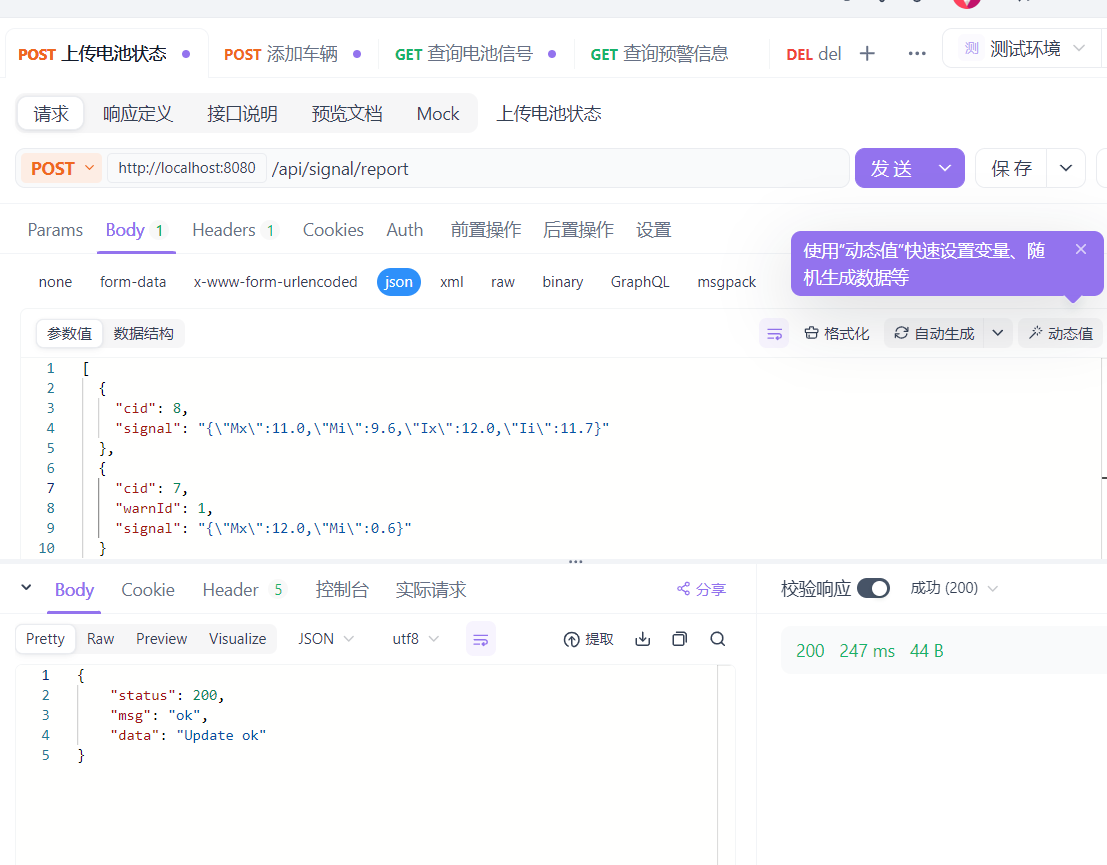 POST 上传电池状态 POST 添加车辆 GET 查询电池信号 GET 查询预警信息 DEL del 测 测试环境
请求 响应定义 接口说明 预览文档 Mock 上传电池状态
POST http://localhost:8080 /api/signal/report 发送 保存
Params Body 1 Headers 1 Cookies Auth 前置操作 后置操作 设置
使用“动态值”快速设置变量、随
机生成数据等
none form-data x-www-form-urlencoded json xml raw binary GraphQL msgpack
参数值 数据结构 格式化 自动生成 动态值
1 [
2 {
3 "cid": 8,
4 "signal": "{\"Mx\":11.0,\"Mi\":9.6,\"Ix\":12.0,\"Ii\":11.7}"
5 },
6 {
7 "cid": 7,
8 "warnId": 1,
9 "signal": "{\"Mx\":12.0,\"Mi\":0.6}"
10 }
Body Cookie Header 5 控制台 实际请求 分享 校验响应 成功 (200)
Pretty Raw Preview Visualize JSON utf8 提取
200 247 ms 44 B
1 {
2 "status": 200,
3 "msg": "ok",
4 "data": "Update ok"
5 }